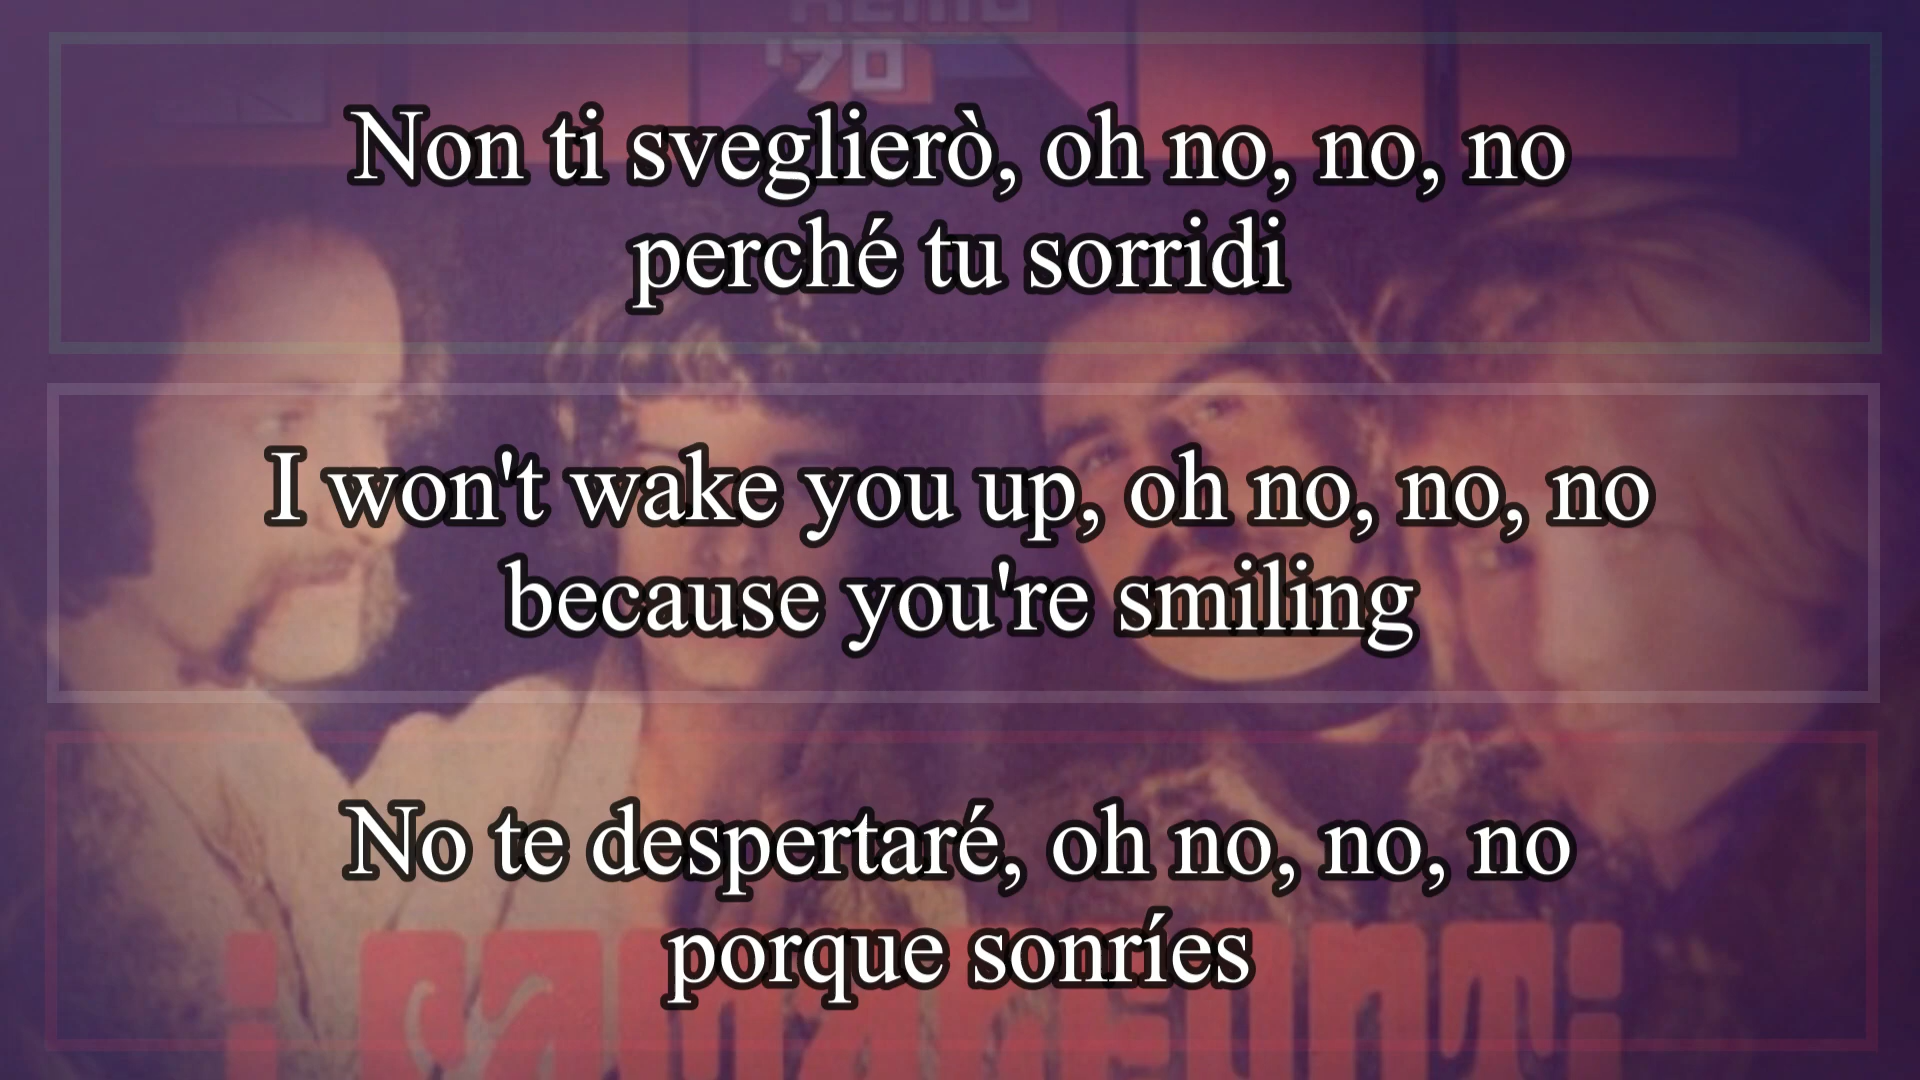 '70
Non ti sveglierò, oh no, no, no
perché tu sorridi
I won't wake you up, oh no, no, no
because you're smiling
No te despertaré, oh no, no, no
porque sonríes